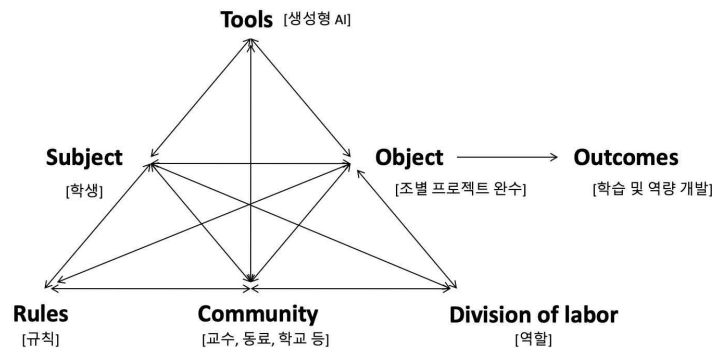 Tools [생성형 AI]
Subject
[학생]
Object
[조별 프로젝트 완수]
Outcomes
[학습 및 역량 개발]
Rules
[규칙]
Community
[교수, 동료, 학교 등]
Division of labor
[역할]